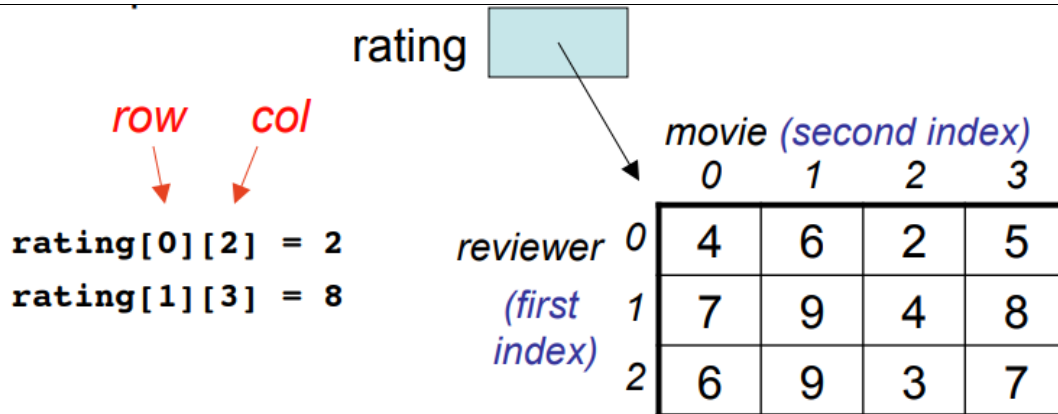 rating
row col
movie (second index)
0 1 2 3
rating[0][2] = 2
rating[1][3] = 8
reviewer
(first
index)
0 4 6 2 5
1 7 9 4 8
2 6 9 3 7